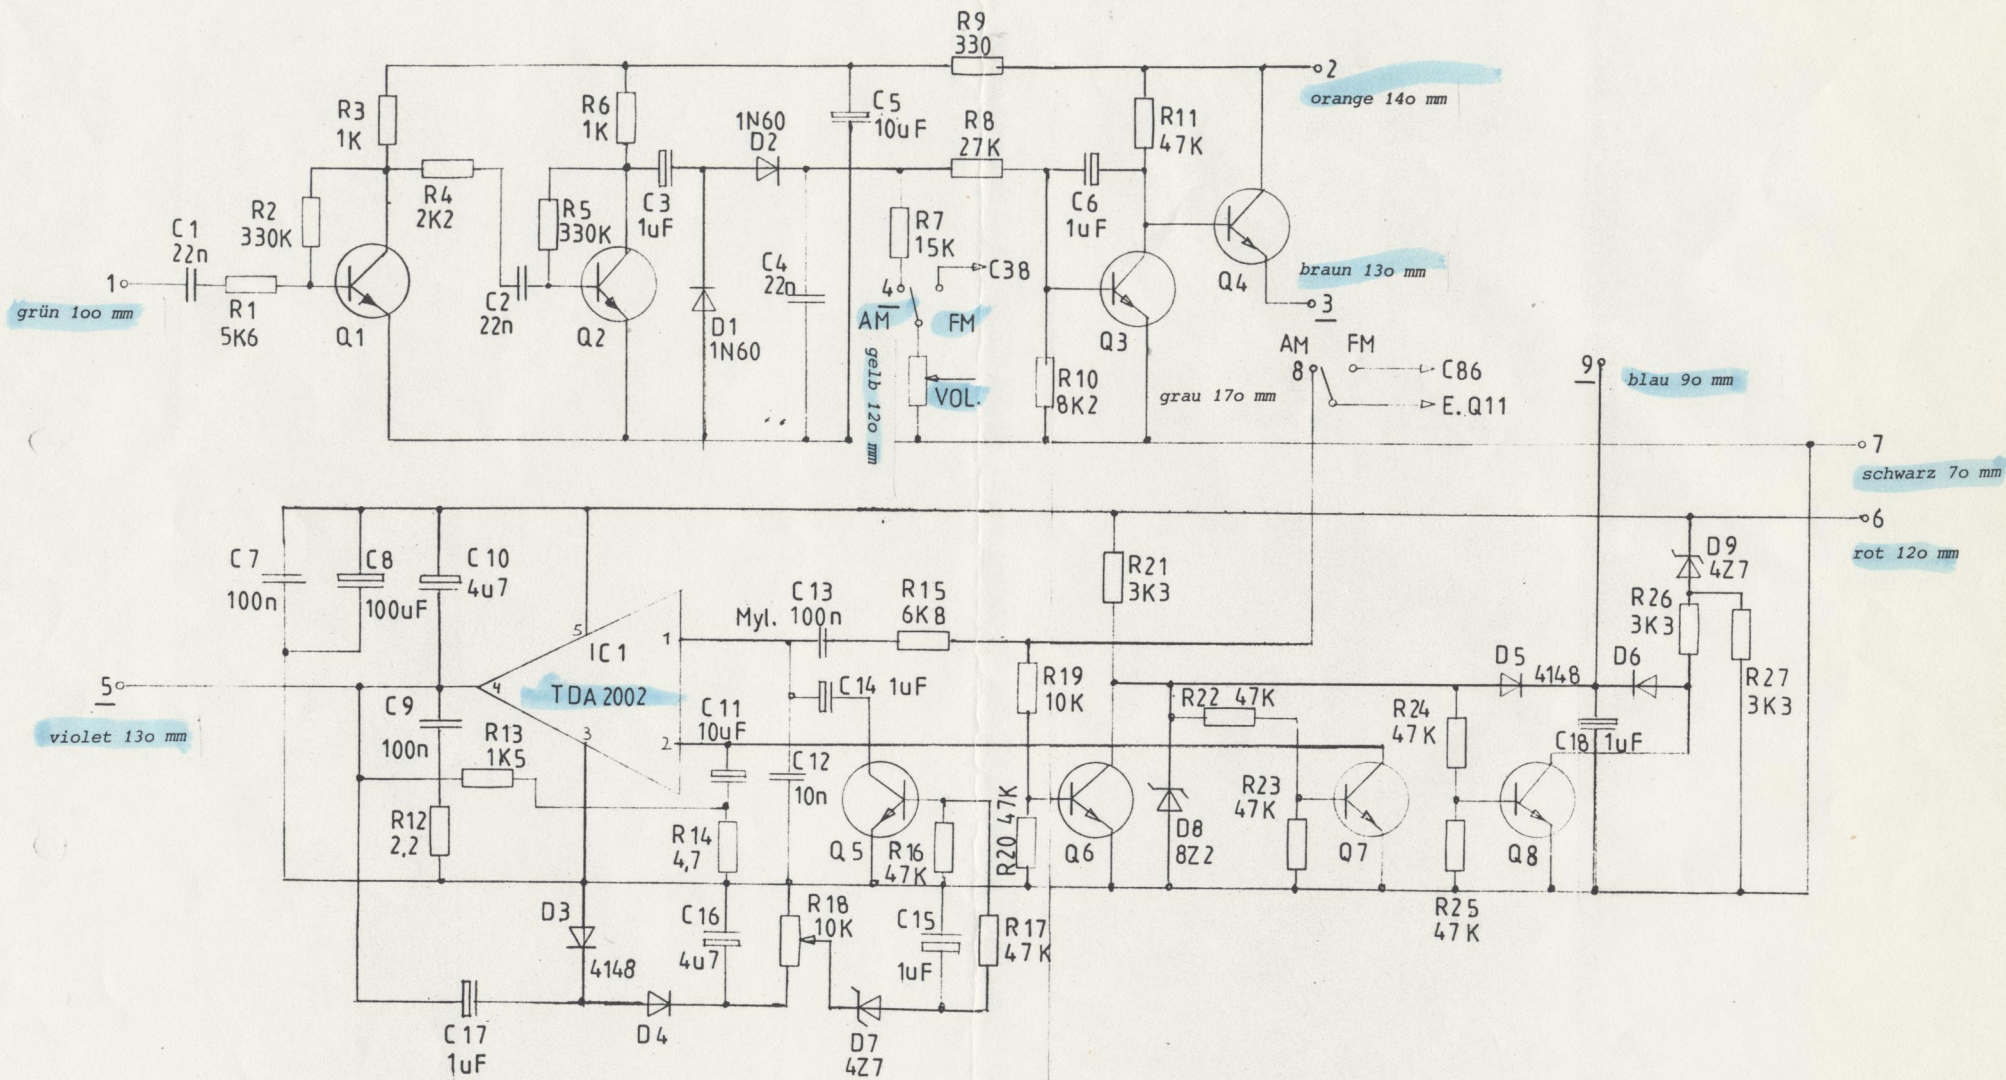 R9
330
2
orange 14o mm
R3
1K
R6
1K
1N60
D2
C5
10uF
R8
27K
R11
47K
R4
2K2
R2
330K
C1
22n
R5
330K
C3
1uF
C6
1uF
R7
15K
C4
22n
C38
4
1
grün 1oo mm
R1
5K6
Q1
C2
22n
Q2
D1
1N60
AM
FM
VOL.
gelb 12o mm
Q3
Q4
braun 13o mm
3
R10
8K2
grau 17o mm
AM
FM
8
C86
E.Q11
9
blau 9o mm
7
schwarz 7o mm
6
rot 12o mm
C7
100n
C8
100uF
C10
4u7
5
IC1
TDA2002
4
3
1
2
Myl.
C13
100n
R15
6K8
R21
3K3
D9
4Z7
R26
3K3
R27
3K3
5
violet 13o mm
C9
100n
R13
1K5
C11
10uF
C14 1uF
R19
10K
R22 47K
R24
47K
D5
4148
D6
C18 1uF
C12
10n
R12
2,2
R14
4,7
Q5
R16
47K
R20 47K
Q6
D8
8Z2
R23
47K
Q7
Q8
D3
4148
C16
4u7
R18
10K
C15
1uF
R17
47K
R25
47K
C17
1uF
D4
D7
4Z7